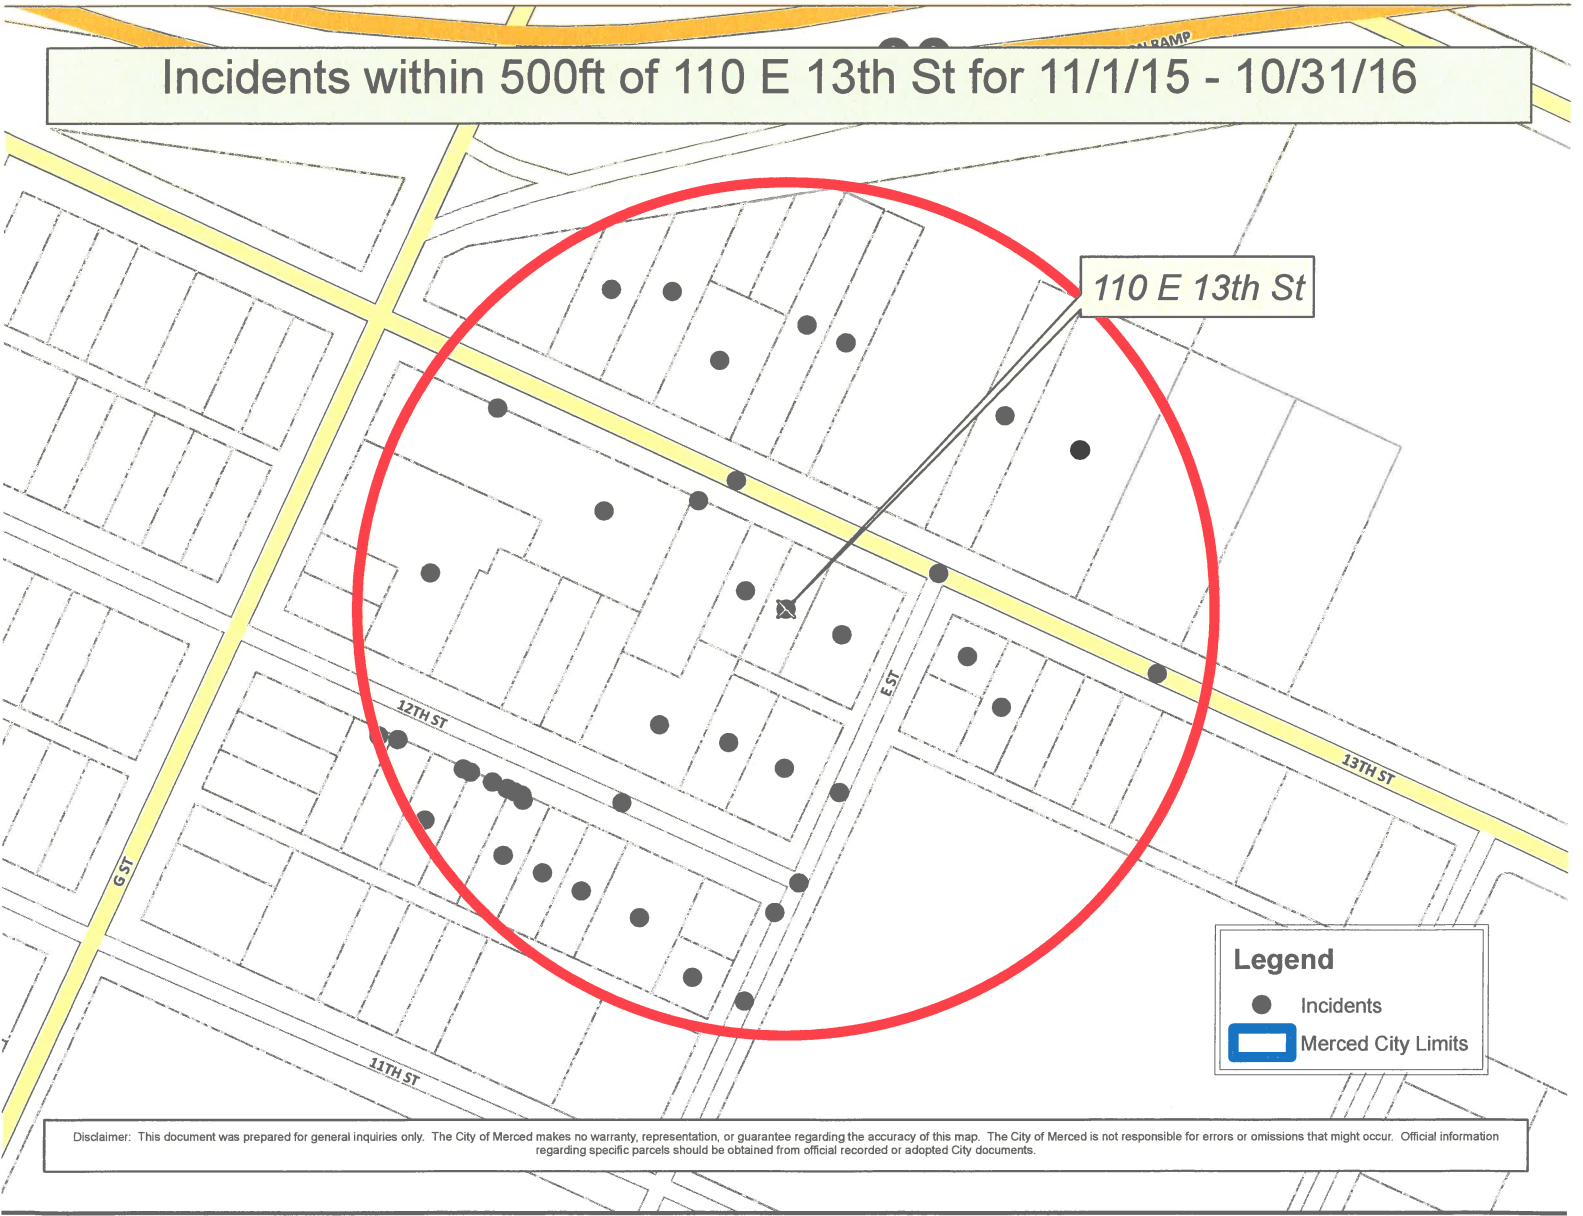 N RAMP
Incidents within 500ft of 110 E 13th St for 11/1/15 - 10/31/16
110 E 13th St
E ST
12TH ST
13TH ST
G ST
11TH ST
Legend
Incidents
Merced City Limits
Disclaimer: This document was prepared for general inquiries only. The City of Merced makes no warranty, representation, or guarantee regarding the accuracy of this map. The City of Merced is not responsible for errors or omissions that might occur. Official information
regarding specific parcels should be obtained from official recorded or adopted City documents.